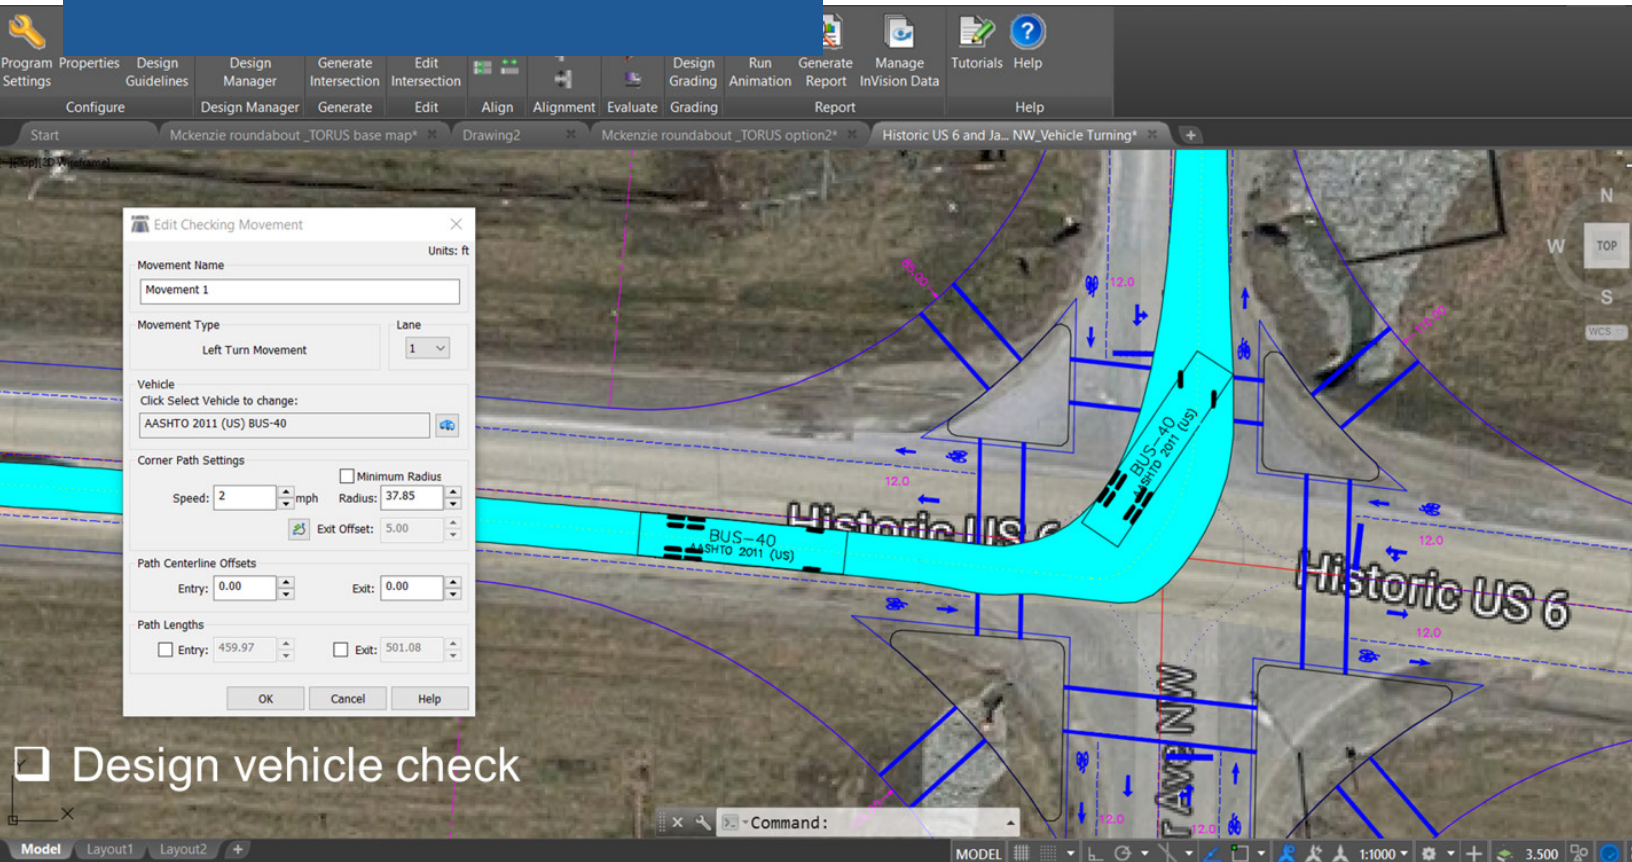 Program Settings
Properties
Design Guidelines
Design Manager
Generate Intersection
Edit Intersection
Design Grading
Run Animation
Generate Report
Manage InVision Data
Tutorials
Help
Configure
Design Manager
Generate
Edit
Align
Alignment
Evaluate
Grading
Report
Help
Start
Mckenzie roundabout _TORUS base map*
Drawing2
Mckenzie roundabout _TORUS option2*
Historic US 6 and Ja... NW_Vehicle Turning*
Edit Checking Movement
Units: ft
Movement Name
Movement 1
Movement Type
Lane
Left Turn Movement
1
Vehicle
Click Select Vehicle to change:
AASHTO 2011 (US) BUS-40
Corner Path Settings
Minimum Radius
Speed: 2 mph Radius: 37.85
Exit Offset: 5.00
Path Centerline Offsets
Entry: 0.00 Exit: 0.00
Path Lengths
Entry: 459.97 Exit: 501.08
OK Cancel Help
N
W
TOP
S
WCS
12.0
BUS-40
AASHTO 2011 (US)
12.0
Historic US 6
BUS-40
AASHTO 2011 (US)
12.0
Historic US 6
12.0
Ave NW
12.0
12.0
Design vehicle check
Y
X
Command:
Model Layout1 Layout2 +
MODEL
1:1000
3.500